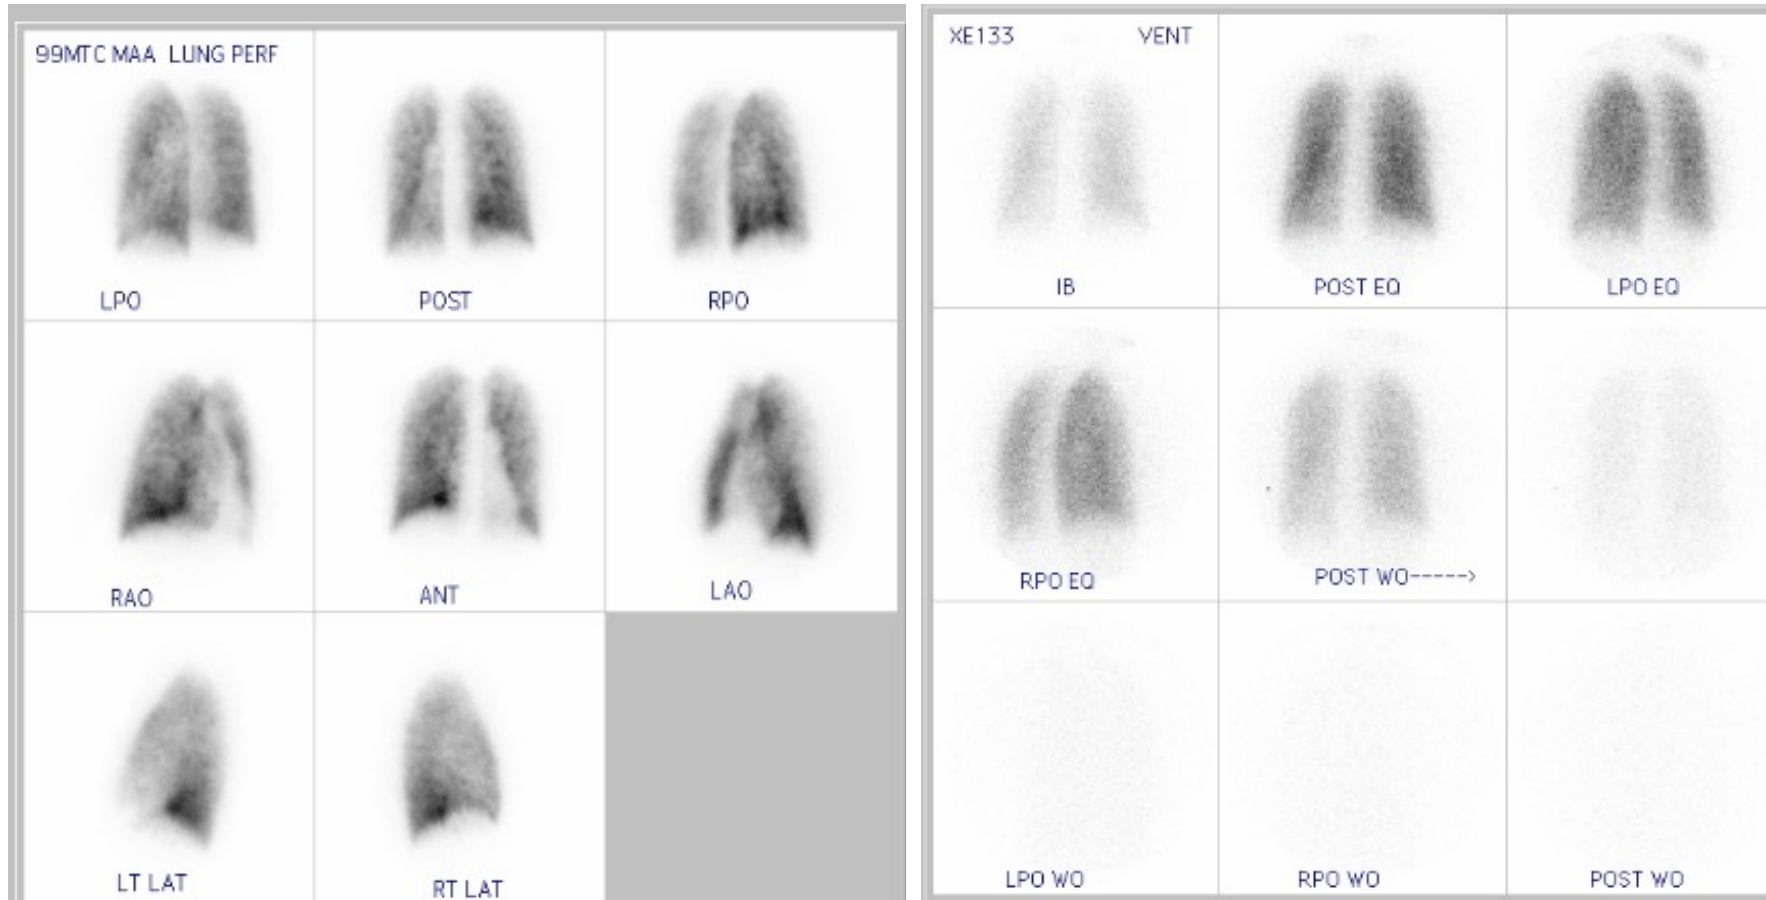 99MTC MAA LUNG PERF
LPO
POST
RPO
RAO
ANT
LAO
LT LAT
RT LAT
XE133 VENT
IB
POST EQ
LPO EQ
RPO EQ
POST WO----->
LPO WO
RPO WO
POST WO